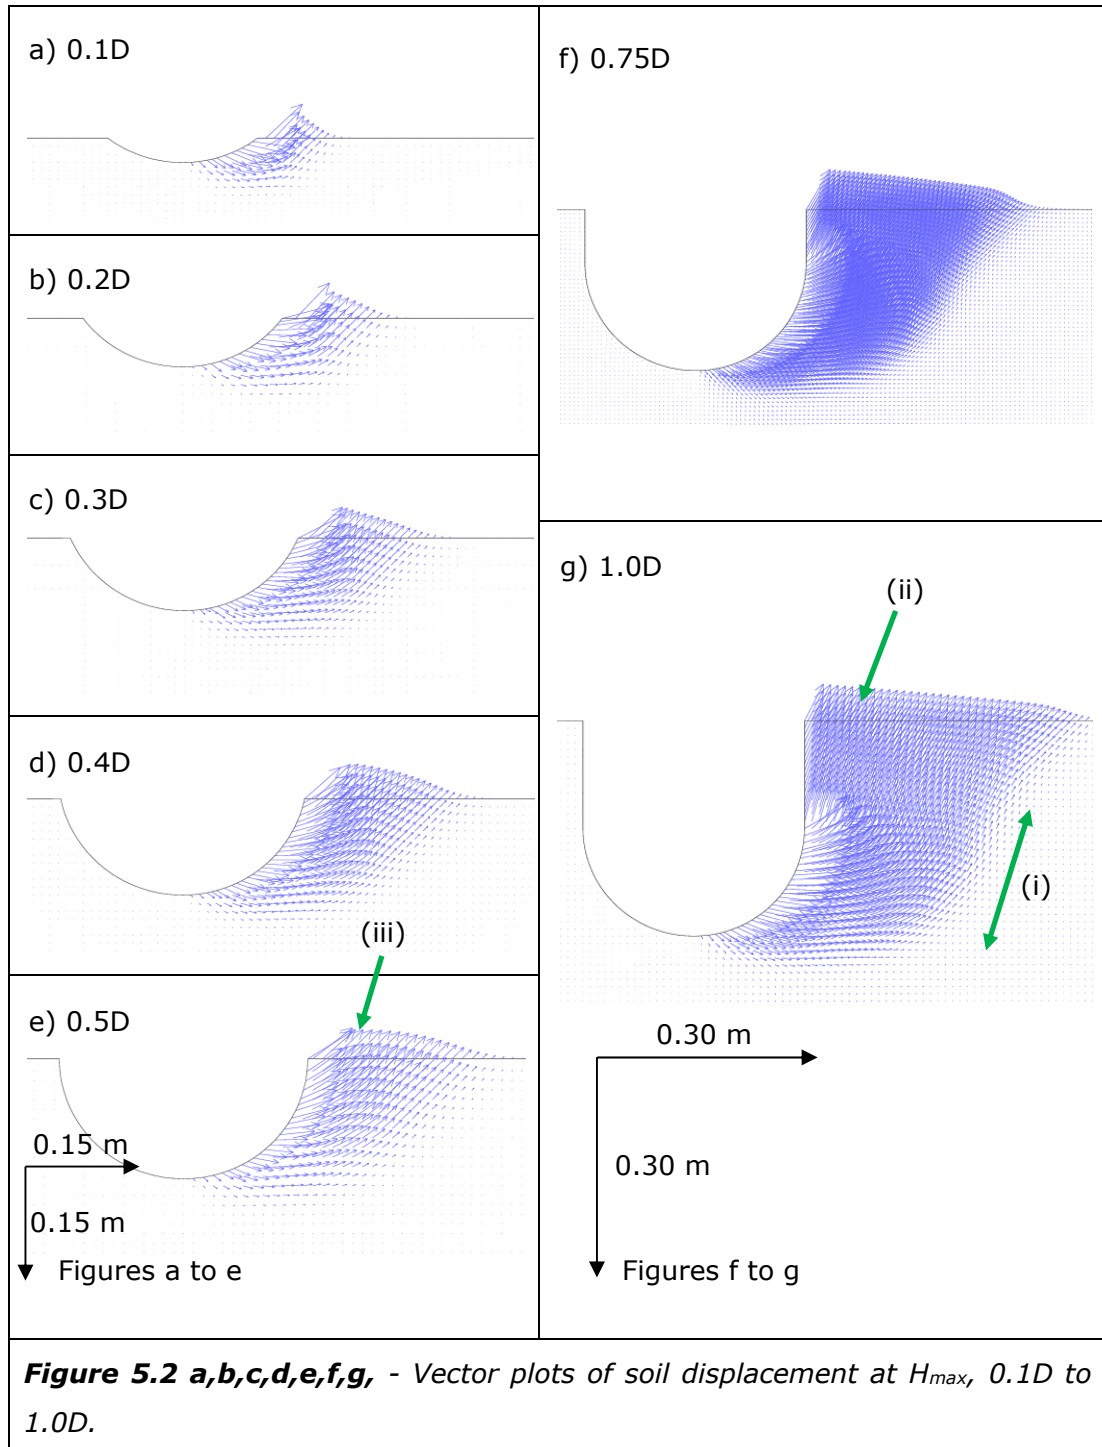 a) 0.1D
b) 0.2D
c) 0.3D
d) 0.4D
(iii)
e) 0.5D
0.15 m
0.15 m
Figures a to e
f) 0.75D
g) 1.0D
(ii)
(i)
0.30 m
0.30 m
Figures f to g
Figure 5.2 a,b,c,d,e,f,g, - Vector plots of soil displacement at Hmax, 0.1D to
1.0D.